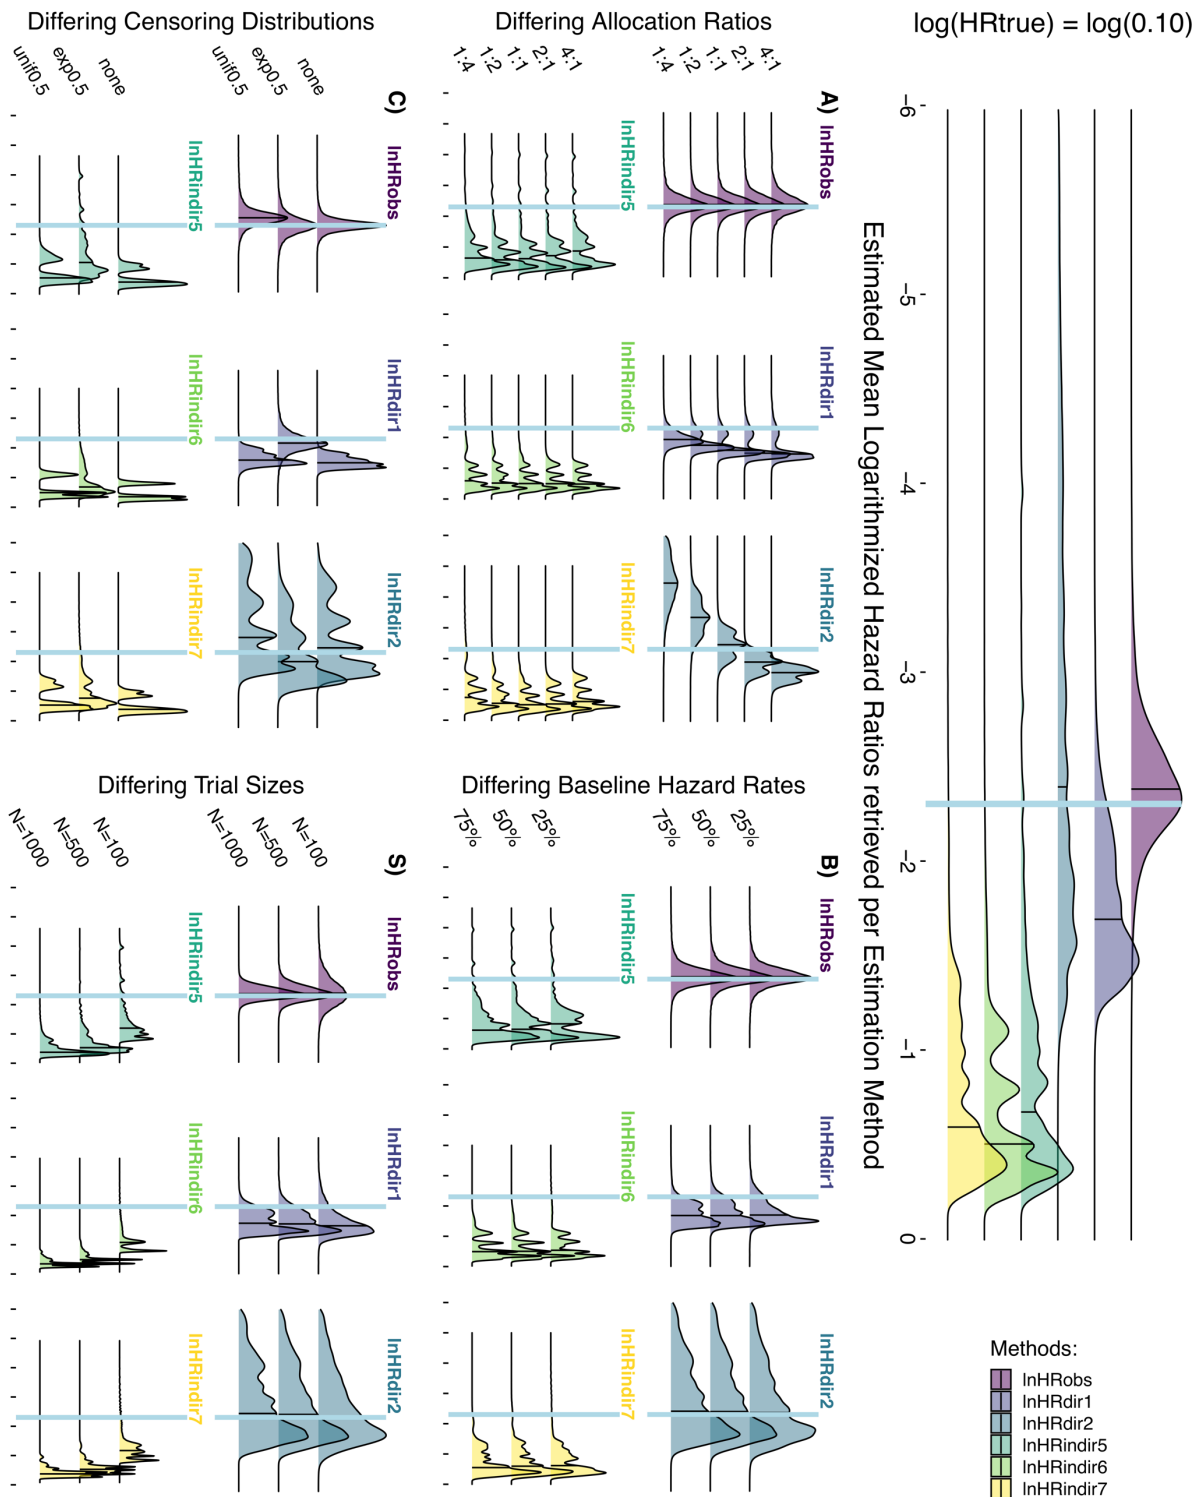 log(HRtrue) = log(0.10)
−6
−5
−4
−3
−2
−1
0
Estimated Mean Logarithmized Hazard Ratios retrieved per Estimation Method
Methods:
lnHRobs
lnHRdir1
lnHRdir2
lnHRindir5
lnHRindir6
lnHRindir7
A)
Differing Allocation Ratios
lnHRobs
lnHRdir1
lnHRdir2
4:1
2:1
1:1
1:2
1:4
lnHRindir5
lnHRindir6
lnHRindir7
4:1
2:1
1:1
1:2
1:4
B)
Differing Baseline Hazard Rates
lnHRobs
lnHRdir1
lnHRdir2
25%
50%
75%
lnHRindir5
lnHRindir6
lnHRindir7
25%
50%
75%
C)
Differing Censoring Distributions
lnHRobs
lnHRdir1
lnHRdir2
none
exp0.5
unif0.5
lnHRindir5
lnHRindir6
lnHRindir7
none
exp0.5
unif0.5
S)
Differing Trial Sizes
lnHRobs
lnHRdir1
lnHRdir2
N=100
N=500
N=1000
lnHRindir5
lnHRindir6
lnHRindir7
N=100
N=500
N=1000